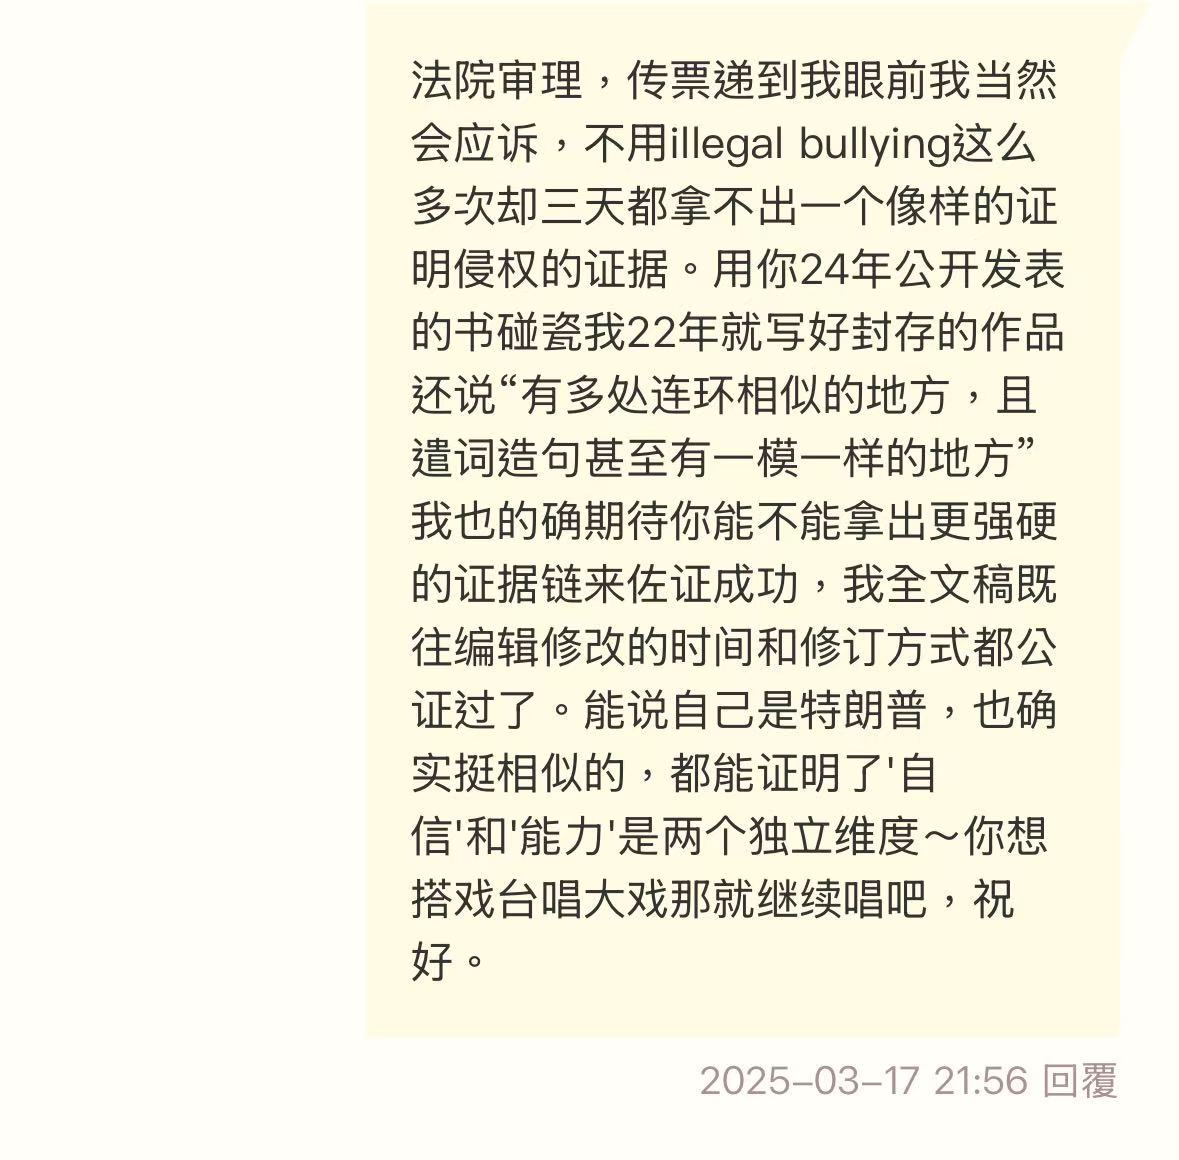 法院审理，传票递到我眼前我当然
会应诉，不用illegal bullying这么
多次却三天都拿不出一个像样的证
明侵权的证据。用你24年公开发表
的书碰瓷我22年就写好封存的作品
还说“有多处连环相似的地方，且
遣词造句甚至有一模一样的地方”
我也的确期待你能不能拿出更强硬
的证据链来佐证成功，我全文稿既
往编辑修改的时间和修订方式都公
证过了。能说自己是特朗普，也确
实挺相似的，都能证明了'自
信'和'能力'是两个独立维度～你想
搭戏台唱大戏那就继续唱吧，祝
好。
2025–03–17 21:56 回覆